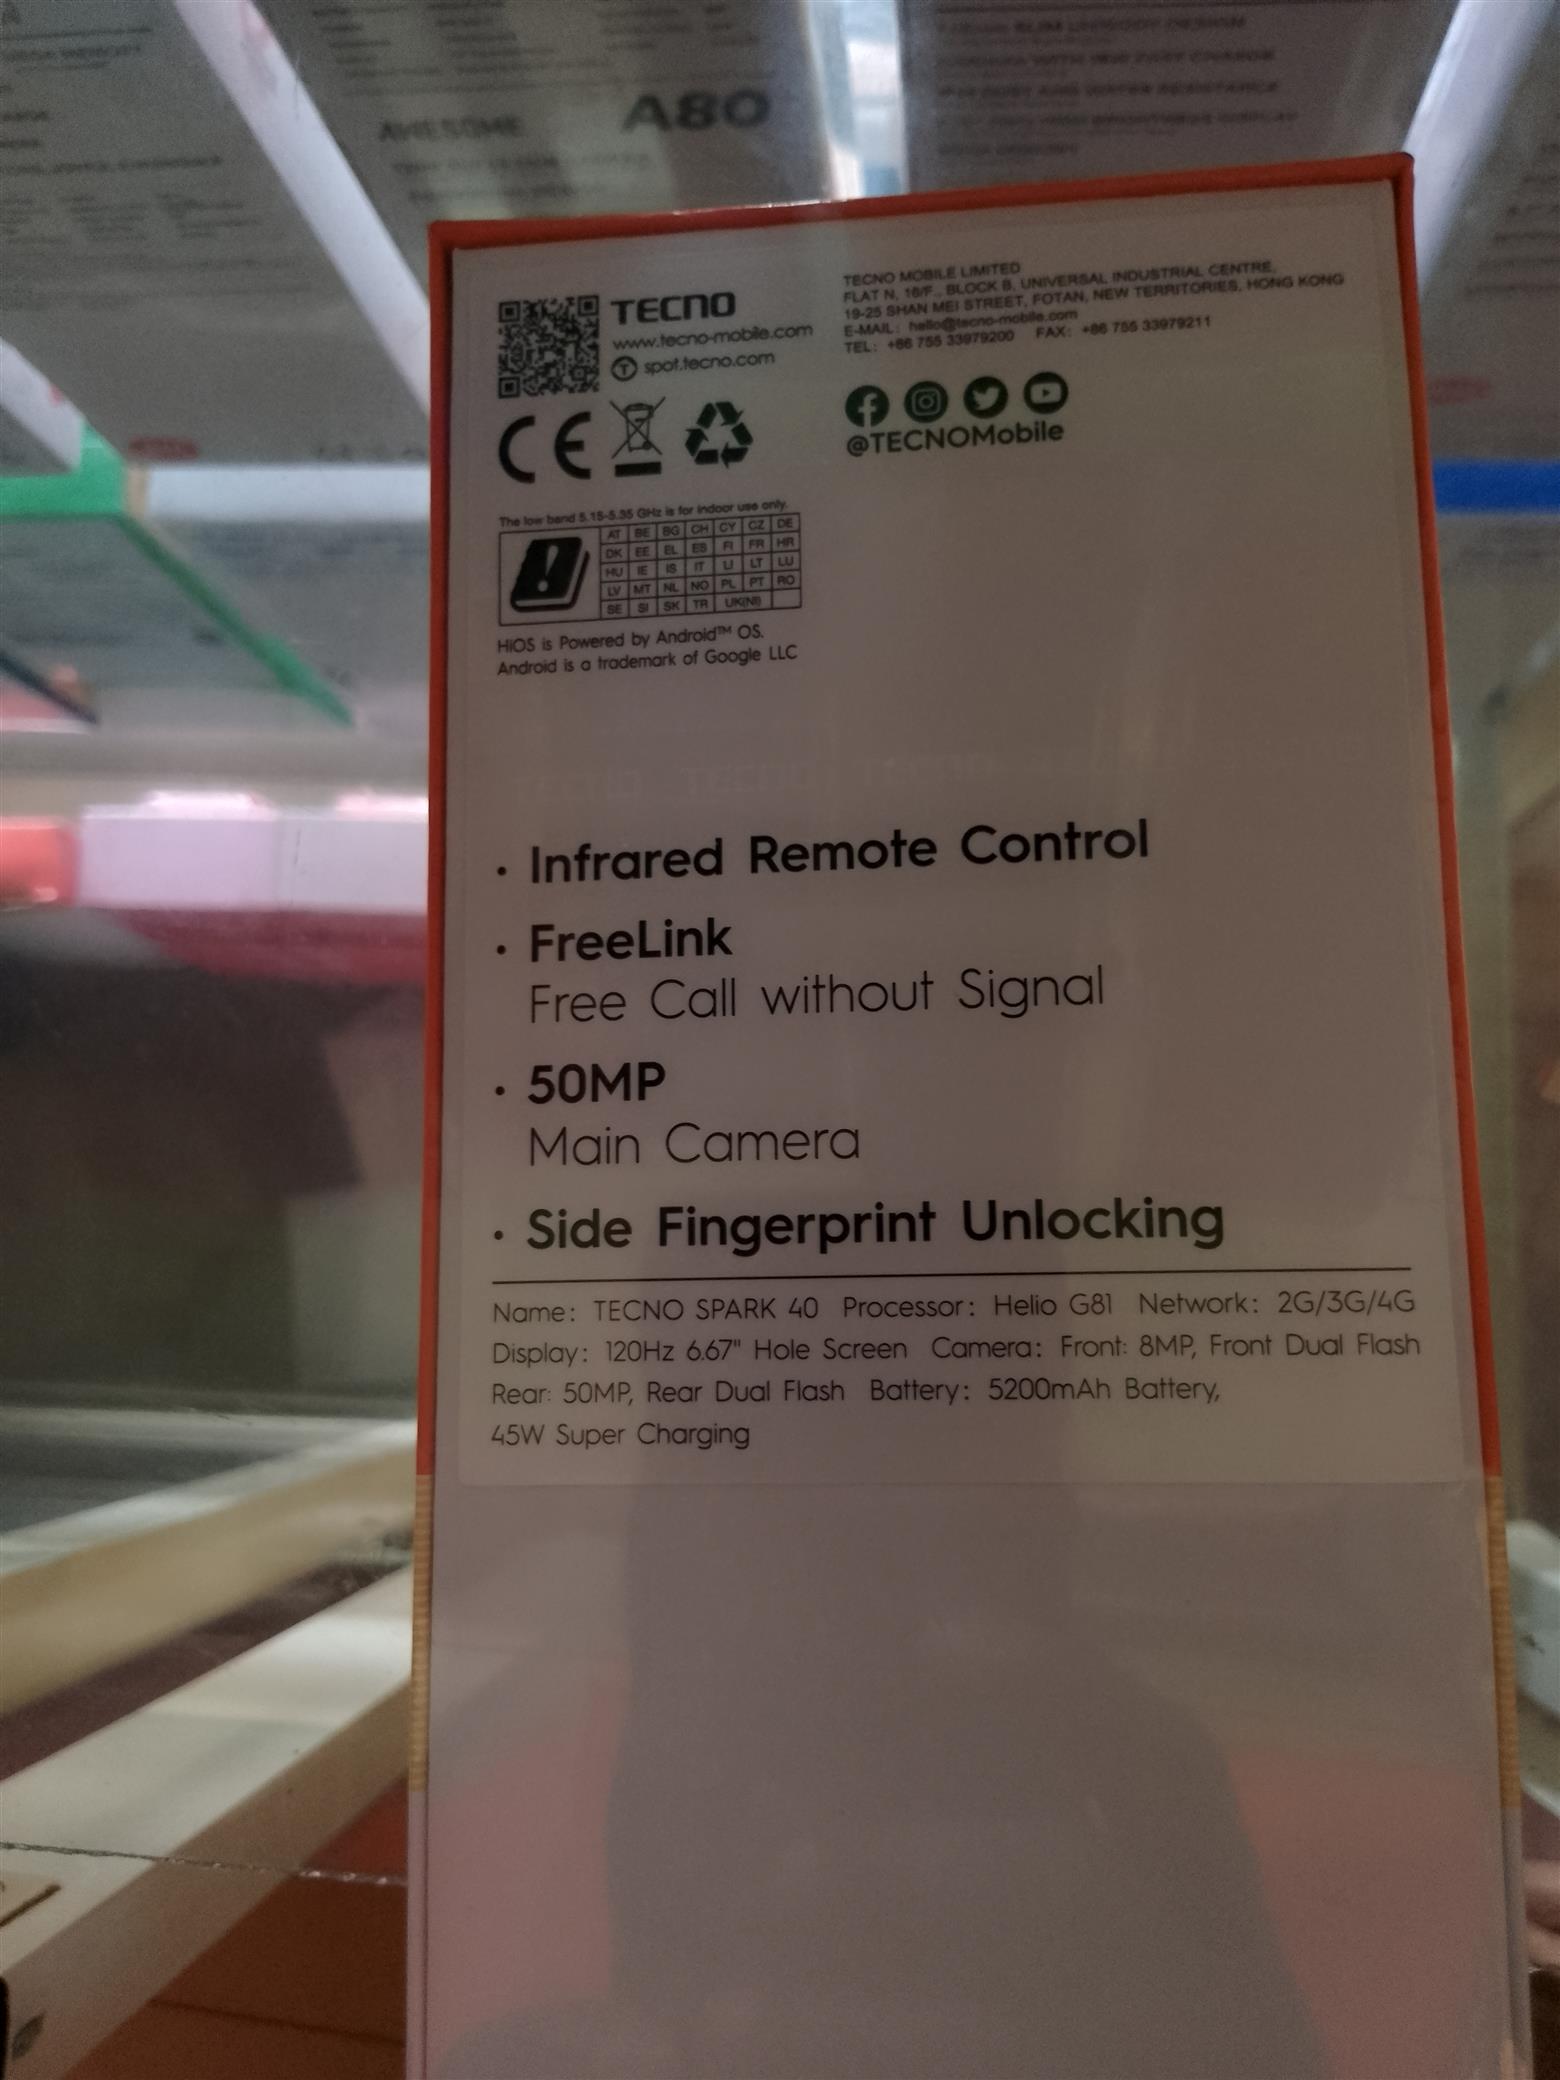 AWESOME
A80
TECNO
www.tecno-mobile.com
spot.tecno.com
TECNO MOBILE LIMITED
FLAT N, 16/F., BLOCK B, UNIVERSAL INDUSTRIAL CENTRE,
19-25 SHAN MEI STREET, FOTAN, NEW TERRITORIES, HONG KONG
E-MAIL: hello@tecno-mobile.com
TEL: +86 755 33979200 FAX: +86 755 33979211
@TECNOMobile
CE
The low band 5.15-5.35 GHz is for indoor use only.
AT BE BG CH CY CZ DE
DK EE EL ES FI FR HR
HU IE IS IT LI LT LU
LV MT NL NO PL PT RO
SE SI SK TR UK(NI)
HiOS is Powered by Android™ OS.
Android is a trademark of Google LLC
• Infrared Remote Control
• FreeLink
Free Call without Signal
• 50MP
Main Camera
• Side Fingerprint Unlocking
Name: TECNO SPARK 40 Processor: Helio G81 Network: 2G/3G/4G
Display: 120Hz 6.67" Hole Screen Camera: Front: 8MP, Front Dual Flash
Rear: 50MP, Rear Dual Flash Battery: 5200mAh Battery,
45W Super Charging